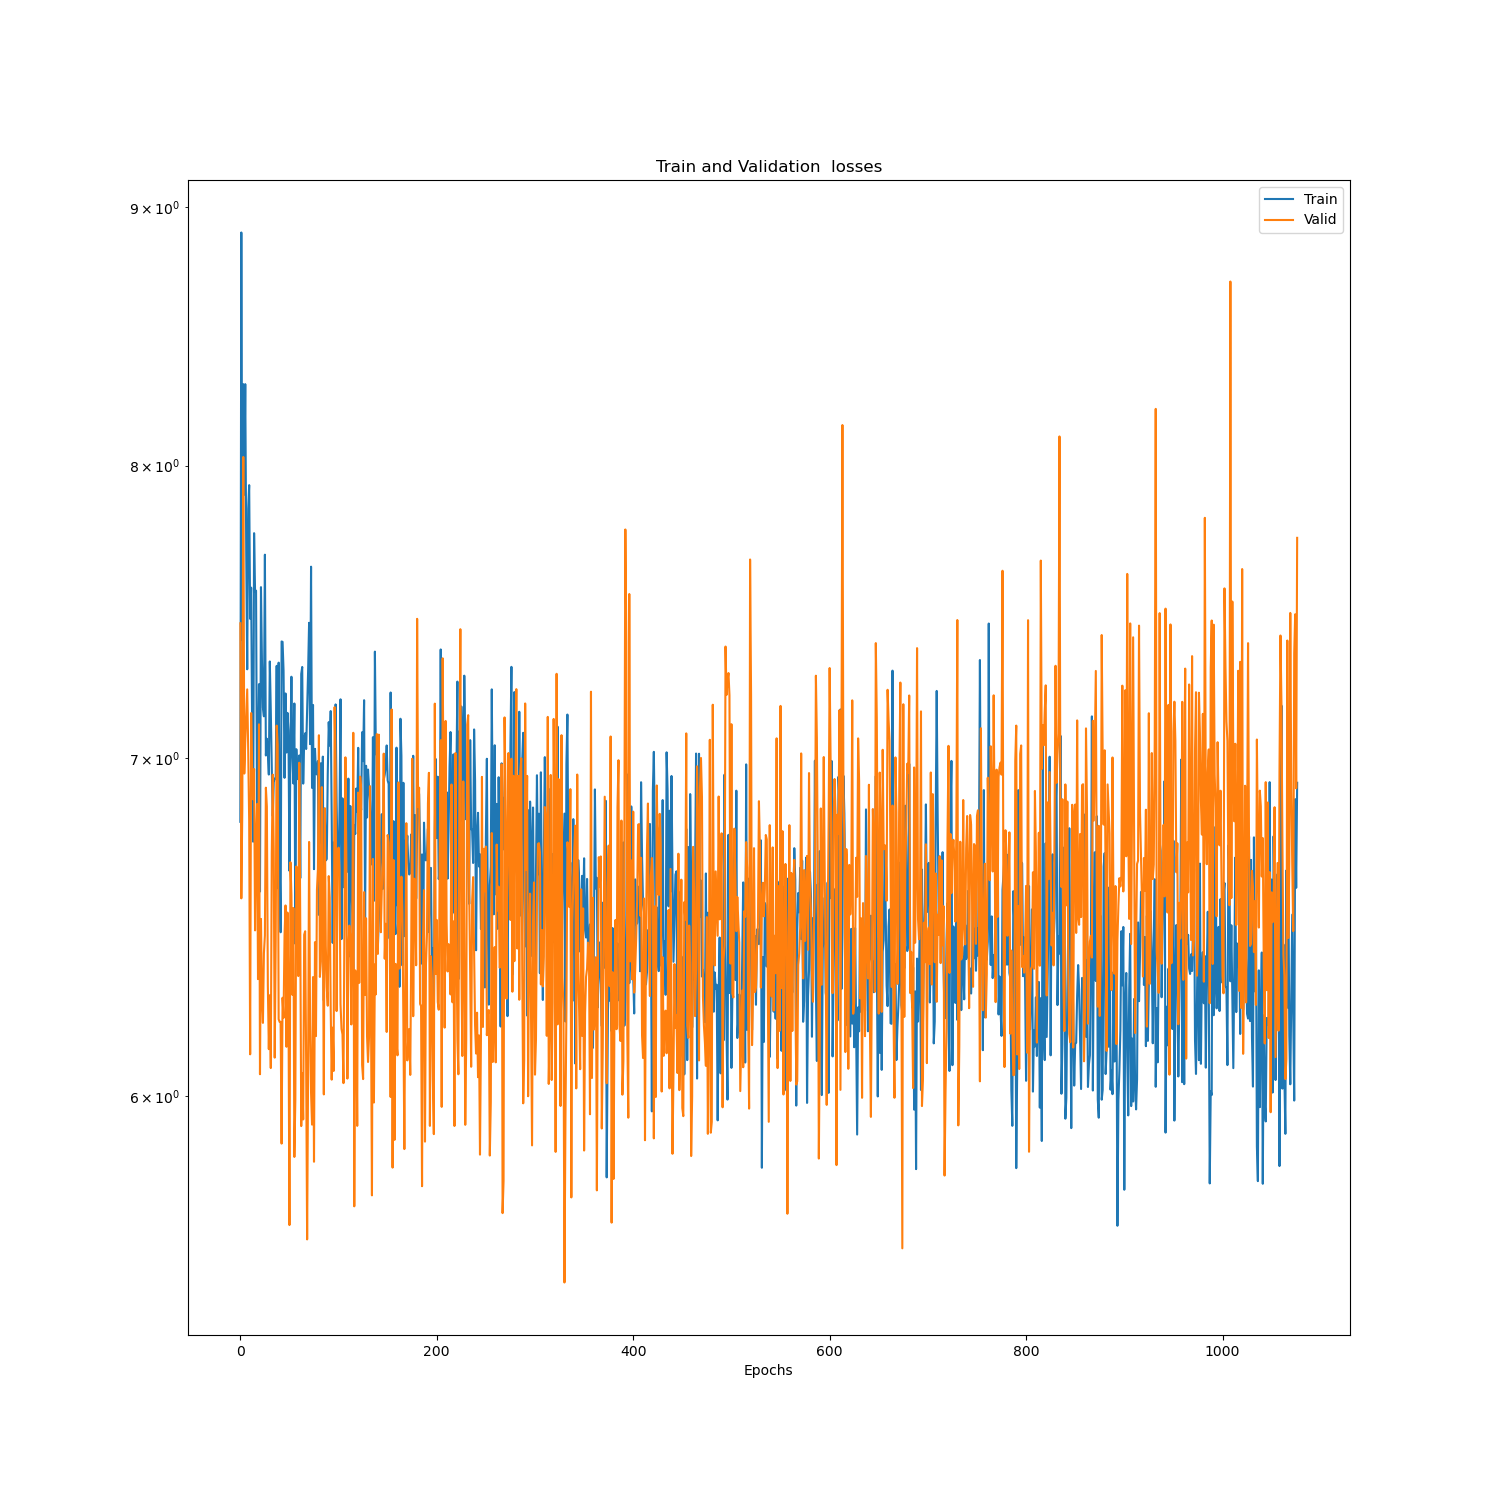 Train and Validation  losses
Train
Valid
9 × 10⁰
8 × 10⁰
7 × 10⁰
6 × 10⁰
0 200 400 600 800 1000
Epochs